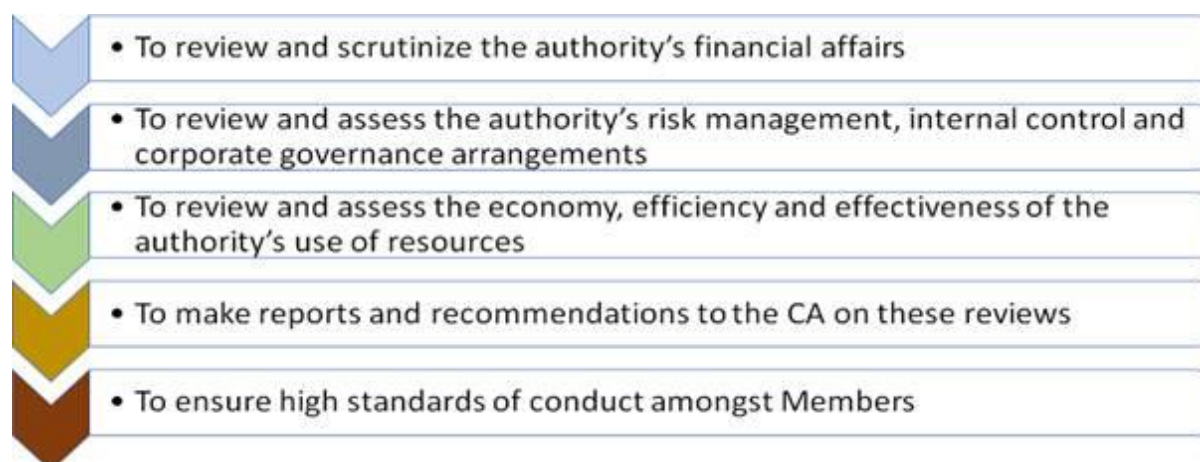 • To review and scrutinize the authority's financial affairs
• To review and assess the authority's risk management, internal control and
corporate governance arrangements
• To review and assess the economy, efficiency and effectiveness of the
authority's use of resources
• To make reports and recommendations to the CA on these reviews
• To ensure high standards of conduct amongst Members